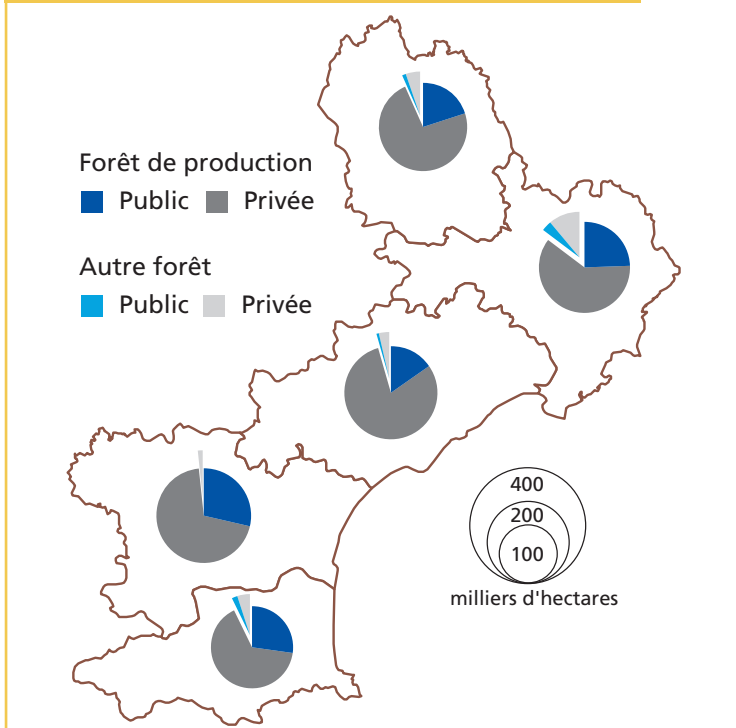 Forêt de production
Public Privée
Autre forêt
Public Privée
400
200
100
milliers d'hectares